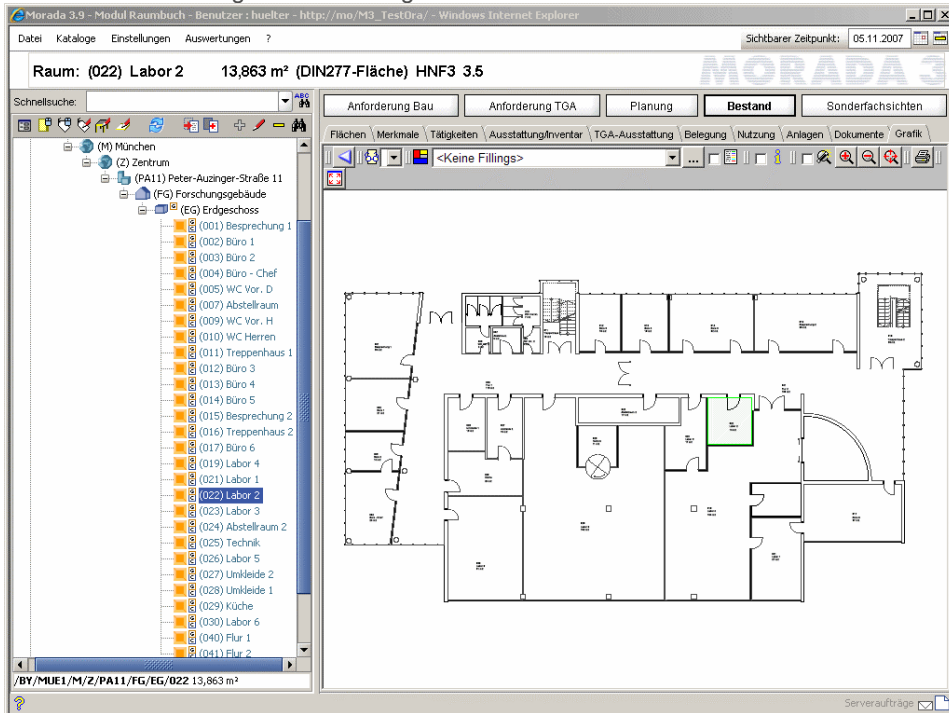 Morada 3.9 - Modul Raumbuch - Benutzer : huelter - http://mo/M3_TestOra/ - Windows Internet Explorer
Datei Kataloge Einstellungen Auswertungen ? Sichtbarer Zeitpunkt: 05.11.2007
Raum: (022) Labor 2 13,863 m² (DIN277-Fläche) HNF3 3.5 MORADA 3
Schnellsuche: ABC
Anforderung Bau Anforderung TGA Planung Bestand Sonderfachsichten
Flächen Merkmale Tätigkeiten Ausstattung/Inventar TGA-Ausstattung Belegung Nutzung Anlagen Dokumente Grafik
<Keine Fillings> ...
(M) München
(Z) Zentrum
(PA11) Peter-Auzinger-Straße 11
(FG) Forschungsgebäude
(EG) Erdgeschoss
(001) Besprechung 1
(002) Büro 1
(003) Büro 2
(004) Büro - Chef
(005) WC Vor. D
(007) Abstellraum
(009) WC Vor. H
(010) WC Herren
(011) Treppenhaus 1
(012) Büro 3
(013) Büro 4
(014) Büro 5
(015) Besprechung 2
(016) Treppenhaus 2
(017) Büro 6
(019) Labor 4
(021) Labor 1
(022) Labor 2
(023) Labor 3
(024) Abstellraum 2
(025) Technik
(026) Labor 5
(027) Umkleide 2
(028) Umkleide 1
(029) Küche
(030) Labor 6
(040) Flur 1
(041) Flur 2
/BY/MUE1/M/Z/PA11/FG/EG/022 13,863 m²
Serveraufträge